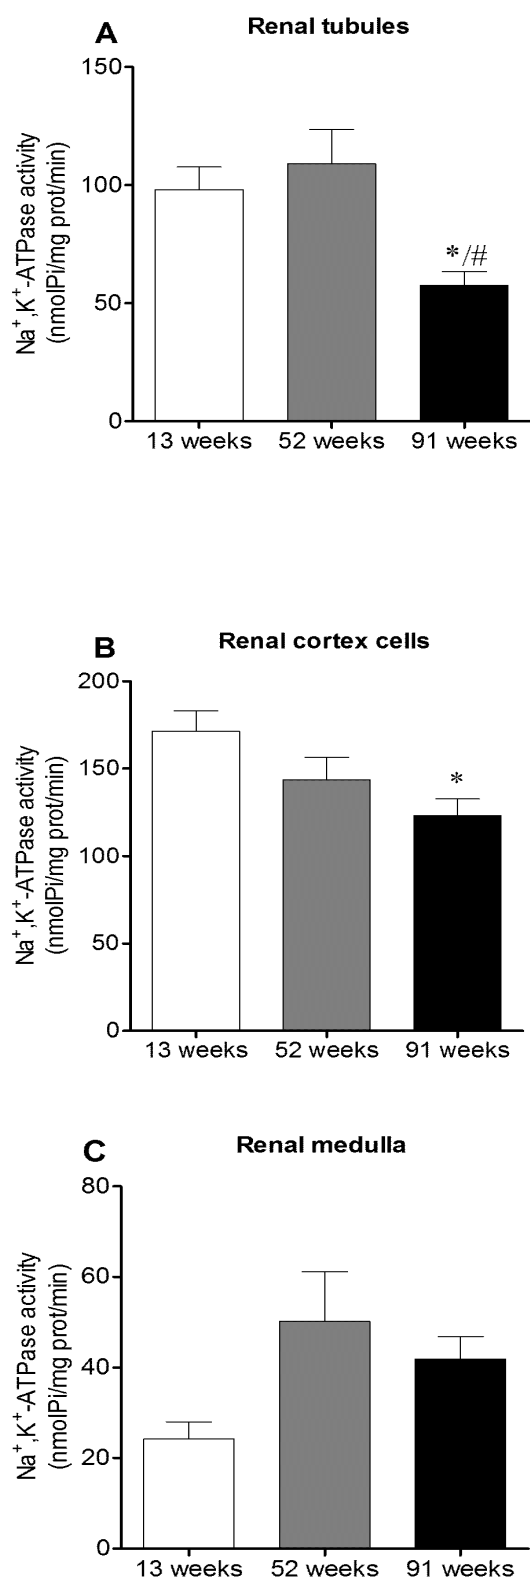 A
Renal tubules
Na⁺,K⁺-ATPase activity
(nmolPi/mg prot/min)
150
100
50
0
*/#
13 weeks 52 weeks 91 weeks
B
Renal cortex cells
Na⁺,K⁺-ATPase activity
(nmolPi/mg prot/min)
200
150
100
50
0
*
13 weeks 52 weeks 91 weeks
C
Renal medulla
Na⁺,K⁺-ATPase activity
(nmolPi/mg prot/min)
80
60
40
20
0
13 weeks 52 weeks 91 weeks